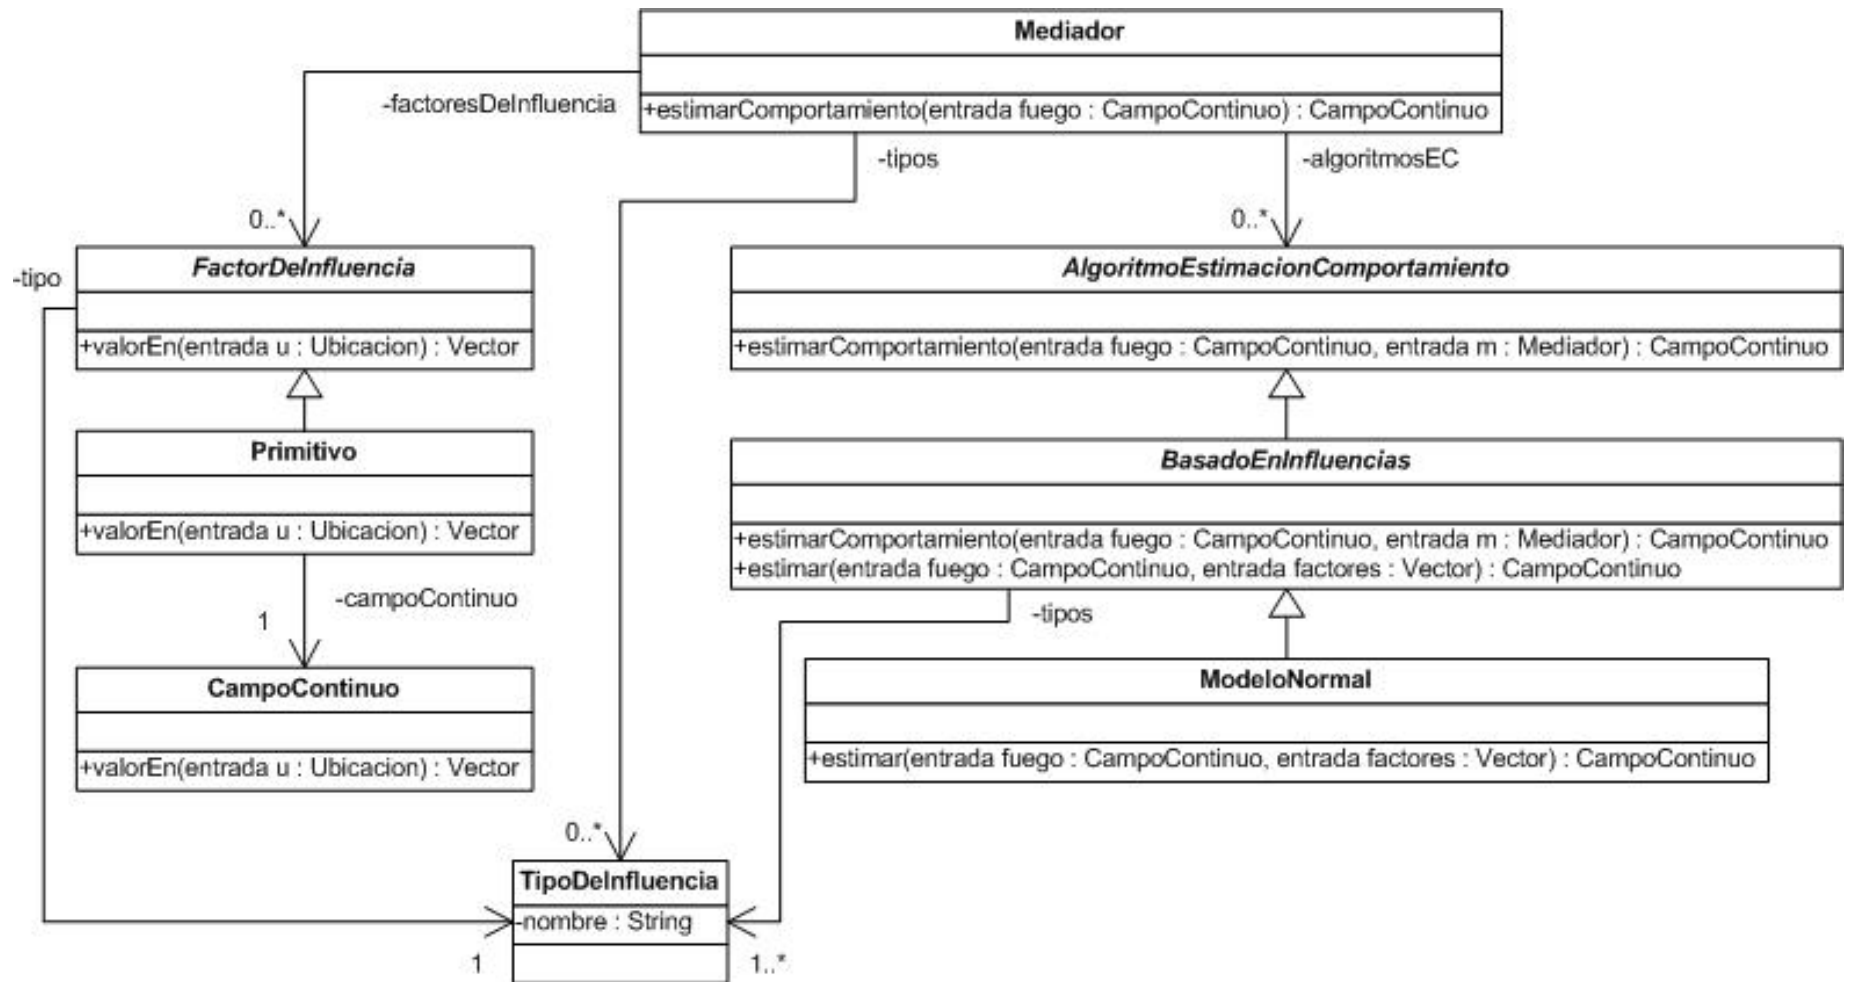 Mediador
+estimarComportamiento(entrada fuego : CampoContinuo) : CampoContinuo
-factoresDeInfluencia
-tipos
-algoritmosEC
0..*
0..*
-tipo
FactorDeInfluencia
+valorEn(entrada u : Ubicacion) : Vector
AlgoritmoEstimacionComportamiento
+estimarComportamiento(entrada fuego : CampoContinuo, entrada m : Mediador) : CampoContinuo
Primitivo
+valorEn(entrada u : Ubicacion) : Vector
BasadoEnInfluencias
+estimarComportamiento(entrada fuego : CampoContinuo, entrada m : Mediador) : CampoContinuo
+estimar(entrada fuego : CampoContinuo, entrada factores : Vector) : CampoContinuo
-campoContinuo
1
-tipos
CampoContinuo
+valorEn(entrada u : Ubicacion) : Vector
ModeloNormal
+estimar(entrada fuego : CampoContinuo, entrada factores : Vector) : CampoContinuo
0..*
TipoDeInfluencia
-nombre : String
1
1..*